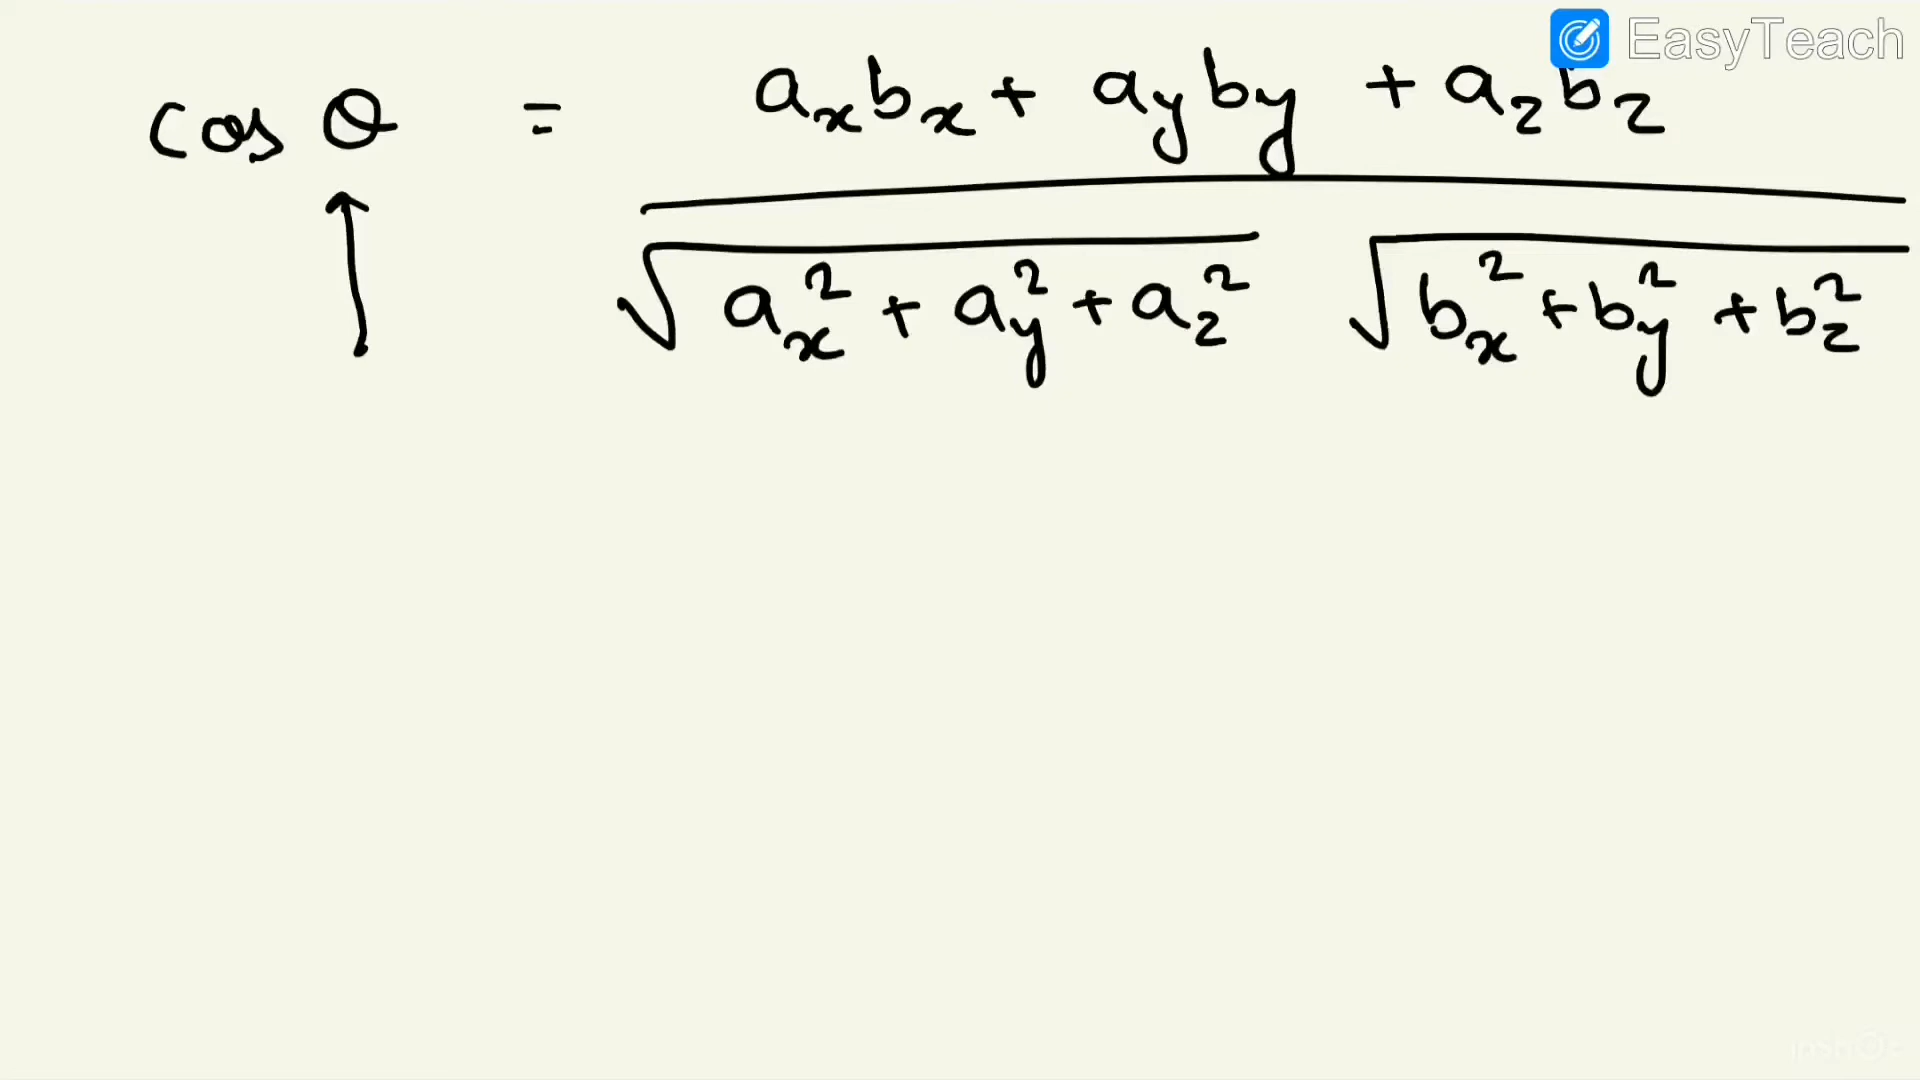 EasyTeach
cos θ = a_x b_x + a_y b_y + a_z b_z
√(a_x² + a_y² + a_z²) √(b_x² + b_y² + b_z²)